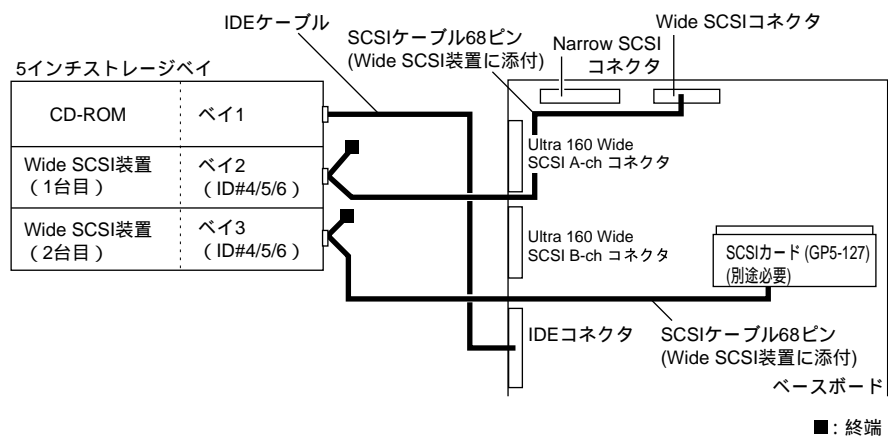 IDEケーブル
SCSIケーブル68ピン
(Wide SCSI装置に添付)
Wide SCSIコネクタ
Narrow SCSI
コネクタ
5インチストレージベイ
CD-ROM
ベイ1
Wide SCSI装置
(1台目)
ベイ2
(ID#4/5/6)
Wide SCSI装置
(2台目)
ベイ3
(ID#4/5/6)
Ultra 160 Wide
SCSI A-ch コネクタ
Ultra 160 Wide
SCSI B-ch コネクタ
SCSIカード (GP5-127)
(別途必要)
IDEコネクタ
SCSIケーブル68ピン
(Wide SCSI装置に添付)
ベースボード
■:終端